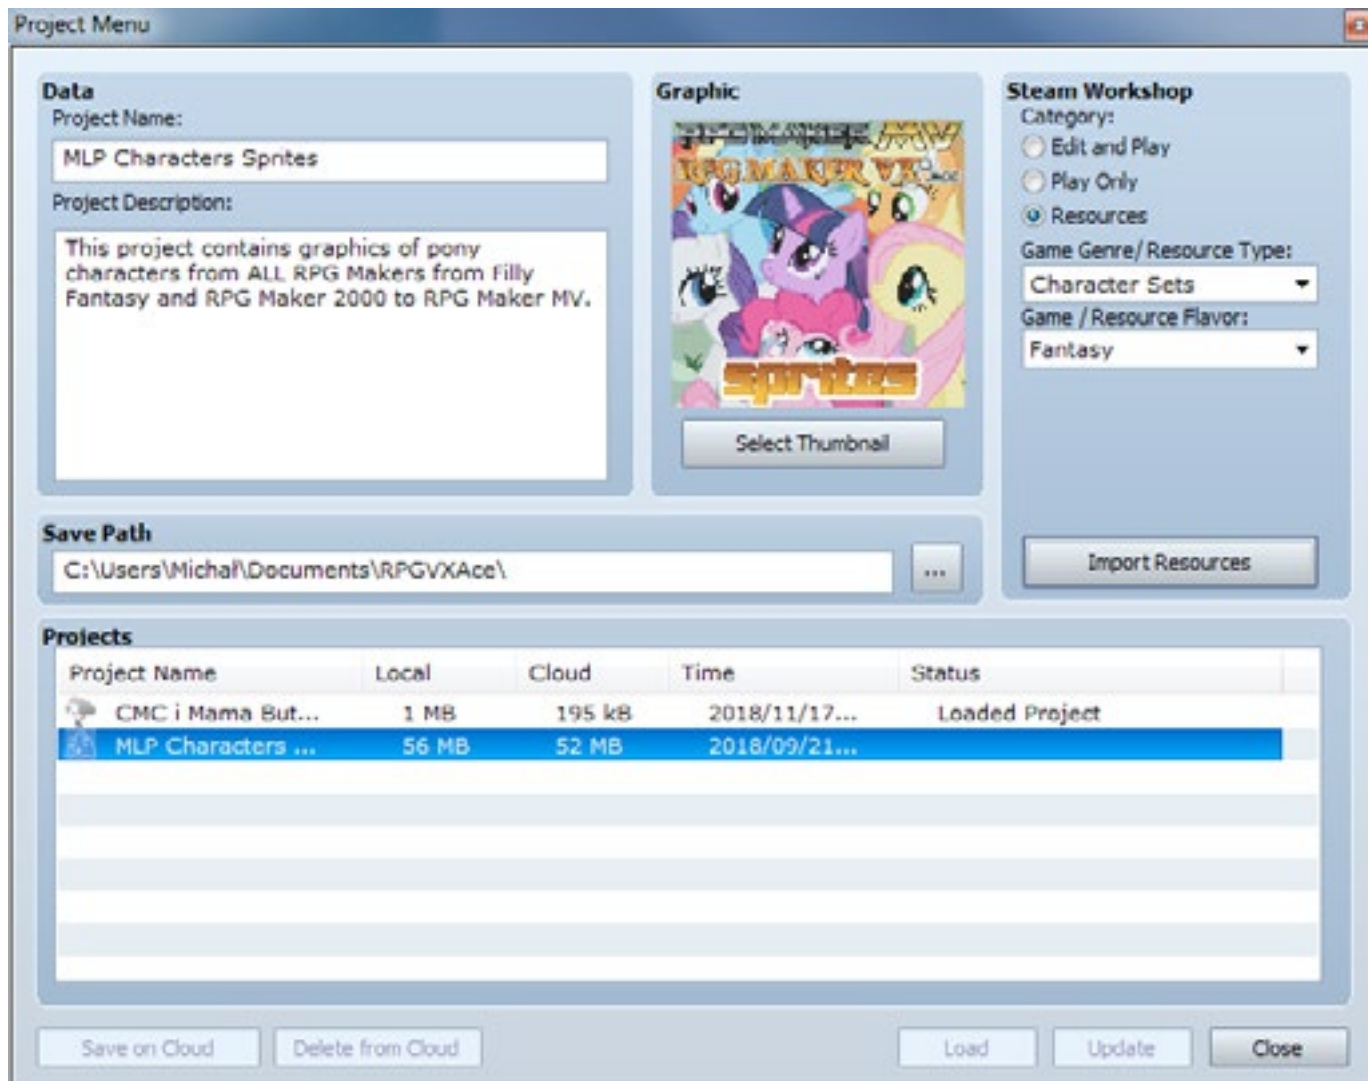 Project Menu
Data
Project Name:
MLP Characters Sprites
Project Description:
This project contains graphics of pony
characters from ALL RPG Makers from Filly
Fantasy and RPG Maker 2000 to RPG Maker MV.
Graphic
RPG MAKER MV
RPG MAKER VX
sprites
Select Thumbnail
Steam Workshop
Category:
Edit and Play
Play Only
Resources
Game Genre/ Resource Type:
Character Sets
Game / Resource Flavor:
Fantasy
Import Resources
Save Path
C:\Users\Michał\Documents\RPGVXAce\
...
Projects
Project Name Local Cloud Time Status
CMC i Mama But... 1 MB 195 kB 2018/11/17... Loaded Project
MLP Characters ... 56 MB 52 MB 2018/09/21...
Save on Cloud Delete from Cloud Load Update Close